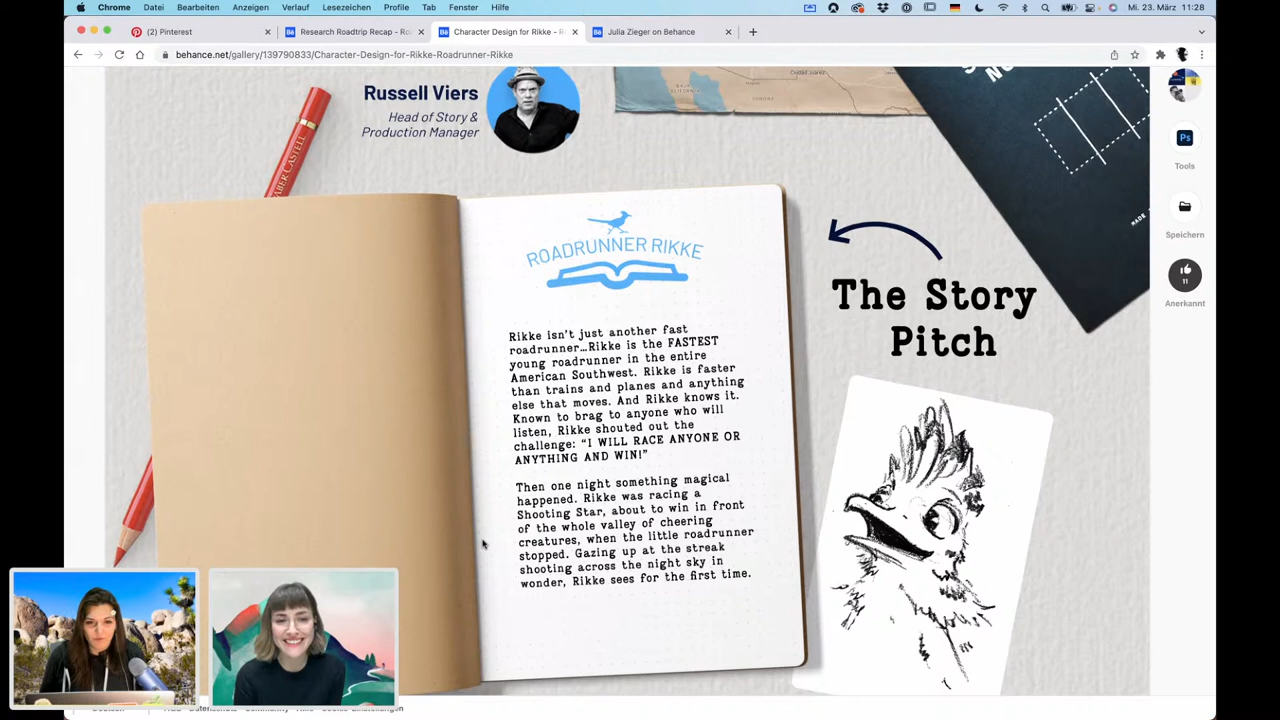 Chrome Datei Bearbeiten Anzeigen Verlauf Lesezeichen Profile Tab Fenster Hilfe Mi. 23. März 11:28
(2) Pinterest
Research Roadtrip Recap - Ro
Character Design for Rikke - R
Julia Zieger on Behance
behance.net/gallery/139790833/Character-Design-for-Rikke-Roadrunner-Rikke
Russell Viers
Head of Story &
Production Manager
FABER CASTELL
SONORA
MADE
Tools
Speichern
11
Anerkannt
ROADRUNNER RIKKE
The Story
Pitch
Rikke isn't just another fast
roadrunner...Rikke is the FASTEST
young roadrunner in the entire
American Southwest. Rikke is faster
than trains and planes and anything
else that moves. And Rikke knows it.
Known to brag to anyone who will
listen, Rikke shouted out the
challenge: “I WILL RACE ANYONE OR
ANYTHING AND WIN!”
Then one night something magical
happened. Rikke was racing a
Shooting Star, about to win in front
of the whole valley of cheering
creatures, when the little roadrunner
stopped. Gazing up at the streak
shooting across the night sky in
wonder, Rikke sees for the first time.